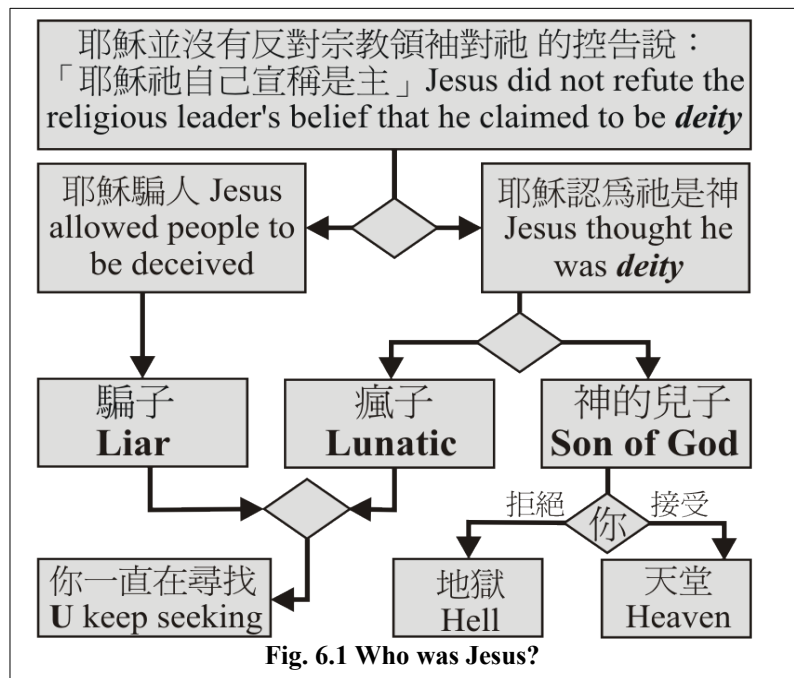 耶穌並沒有反對宗教領袖對祂 的控告說：
「耶穌祂自己宣稱是主」Jesus did not refute the
religious leader's belief that he claimed to be deity
耶穌騙人 Jesus
allowed people to
be deceived
耶穌認爲祂是神
Jesus thought he
was deity
騙子
Liar
瘋子
Lunatic
神的兒子
Son of God
拒絕
你
接受
你一直在尋找
U keep seeking
地獄
Hell
天堂
Heaven
Fig. 6.1 Who was Jesus?